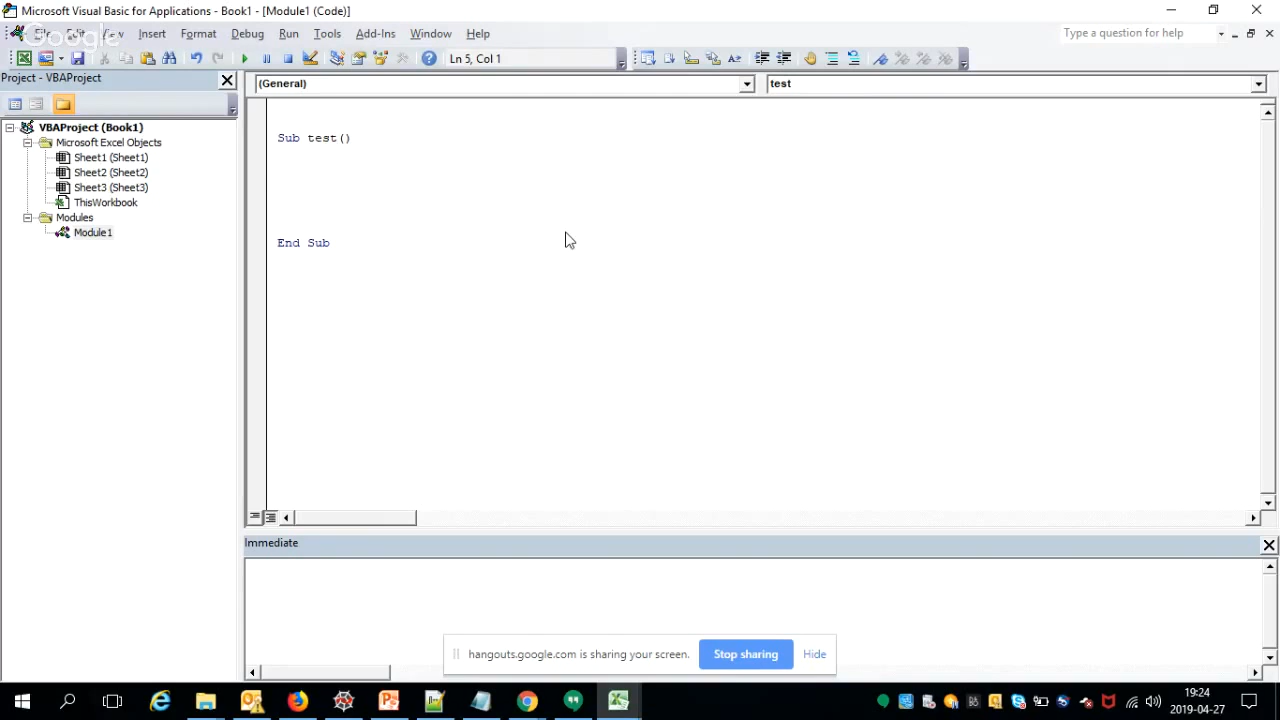 Microsoft Visual Basic for Applications - Book1 - [Module1 (Code)]
Google
Insert Format Debug Run Tools Add-Ins Window Help
Type a question for help
Ln 5, Col 1
Project - VBAProject
(General)
test
VBAProject (Book1)
Microsoft Excel Objects
Sheet1 (Sheet1)
Sheet2 (Sheet2)
Sheet3 (Sheet3)
ThisWorkbook
Modules
Module1
Sub test()
End Sub
Immediate
hangouts.google.com is sharing your screen.
Stop sharing
Hide
19:24
2019-04-27